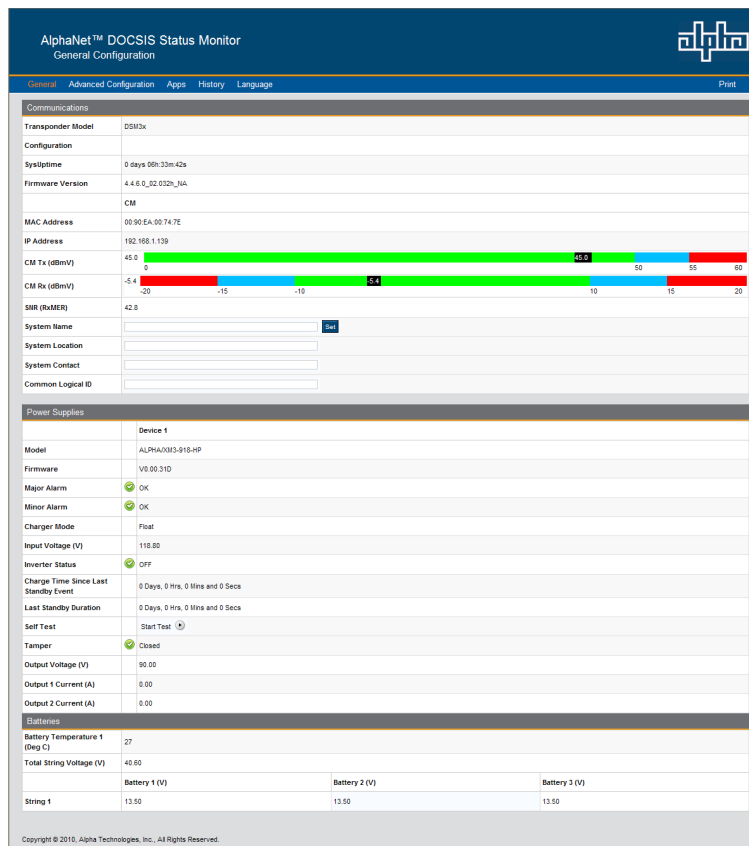 AlphaNet™ DOCSIS Status Monitor
General Configuration
alpha
General Advanced Configuration Apps History Language Print
Communications
Transponder Model DSM3x
Configuration
SysUptime 0 days 06h:33m:42s
Firmware Version 4.4.6.0_02.032h_NA
CM
MAC Address 00:90:EA:00:74:7E
IP Address 192.168.1.139
CM Tx (dBmV) 45.0 45.0
0 50 55 60
CM Rx (dBmV) -5.4 -5.4
-20 -15 -10 10 15 20
SNR (RxMER) 42.8
System Name Set
System Location
System Contact
Common Logical ID
Power Supplies
Device 1
Model ALPHA/XM3-918-HP
Firmware V0.00.31D
Major Alarm OK
Minor Alarm OK
Charger Mode Float
Input Voltage (V) 118.80
Inverter Status OFF
Charge Time Since Last
Standby Event 0 Days, 0 Hrs, 0 Mins and 0 Secs
Last Standby Duration 0 Days, 0 Hrs, 0 Mins and 0 Secs
Self Test Start Test
Tamper Closed
Output Voltage (V) 90.00
Output 1 Current (A) 0.00
Output 2 Current (A) 0.00
Batteries
Battery Temperature 1
(Deg C) 27
Total String Voltage (V) 40.60
Battery 1 (V) Battery 2 (V) Battery 3 (V)
String 1 13.50 13.50 13.50
Copyright © 2010, Alpha Technologies, Inc., All Rights Reserved.